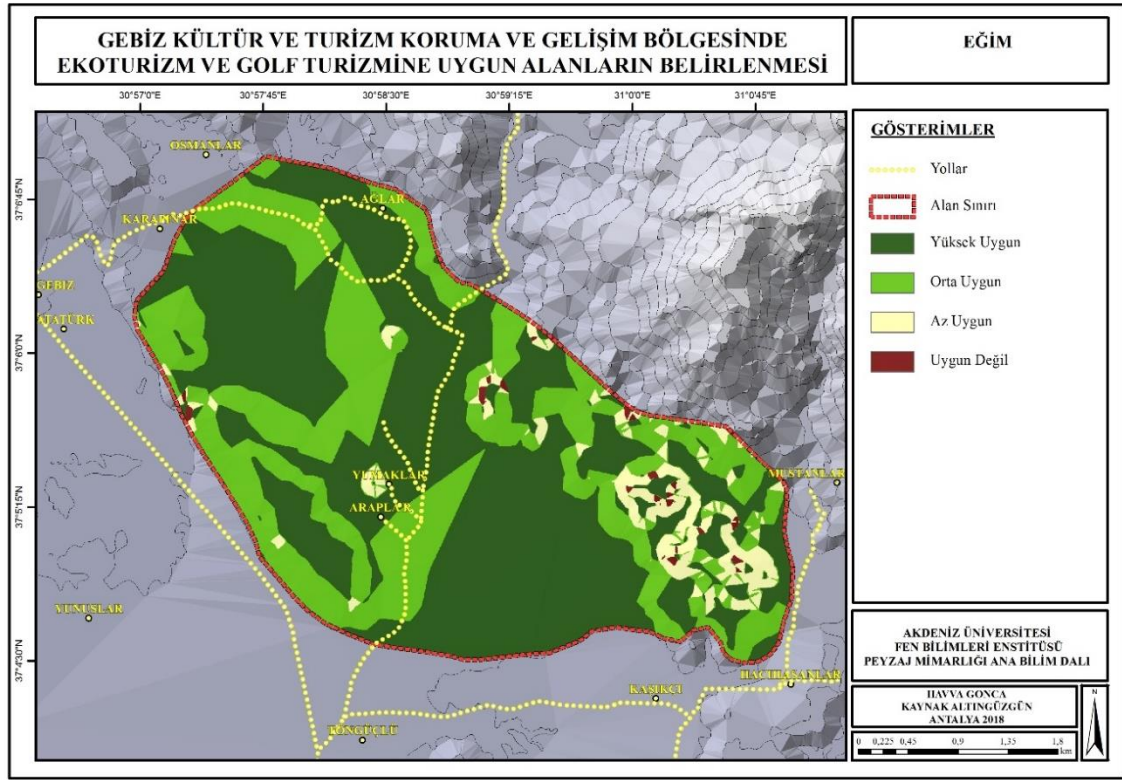 GEBİZ KÜLTÜR VE TURİZM KORUMA VE GELİŞİM BÖLGESİNDE
EKOTURİZM VE GOLF TURİZMİNE UYGUN ALANLARIN BELİRLENMESİ
EĞİM
30°57'0"E
30°57'45"E
30°58'30"E
30°59'15"E
31°0'0"E
31°0'45"E
37°6'45"N
37°6'0"N
37°5'15"N
37°4'30"N
OSMANLAR
AĞLAR
KARAPINAR
GEBİZ
ATATÜRK
YLMAKLAR
ARAPLAR
MUSTANLAR
YUNUSLAR
HACIHASANLAR
KAŞIKÇI
TONGUÇLU
GÖSTERİMLER
Yollar
Alan Sınırı
Yüksek Uygun
Orta Uygun
Az Uygun
Uygun Değil
AKDENİZ ÜNİVERSİTESİ
FEN BİLİMLERİ ENSTİTÜSÜ
PEYZAJ MİMARLIĞI ANA BİLİM DALI
HAVVA GONCA
KAYNAK ALTINGÜZGÜN
ANTALYA 2018
N
0 0,225 0,45 0,9 1,35 1,8
km